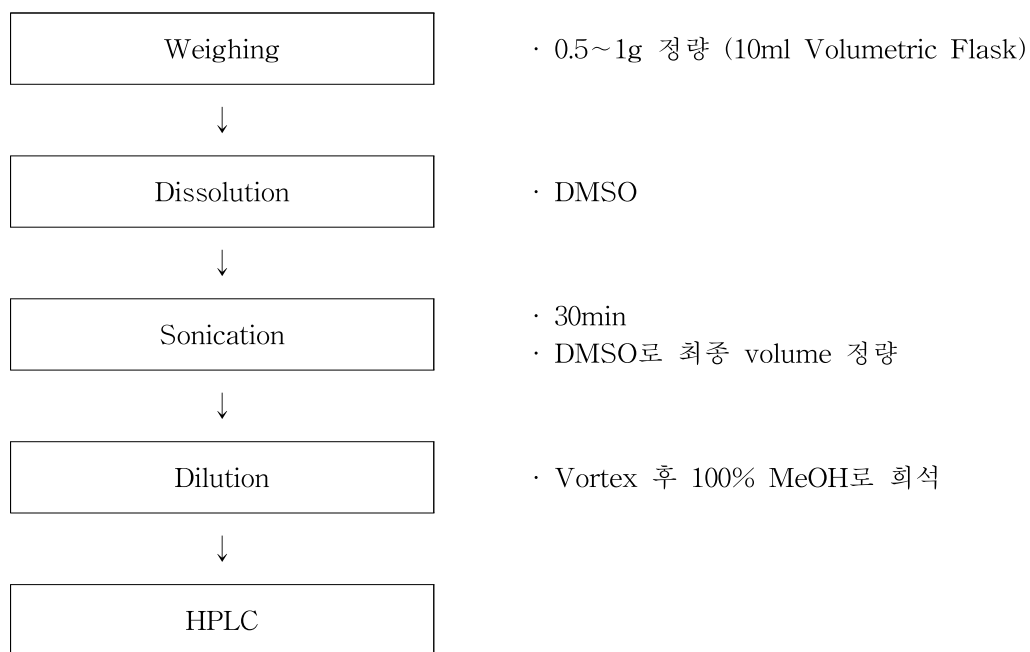 Weighing
· 0.5~1g 정량 (10ml Volumetric Flask)
↓
Dissolution
· DMSO
↓
Sonication
· 30min
· DMSO로 최종 volume 정량
↓
Dilution
· Vortex 후 100% MeOH로 희석
↓
HPLC